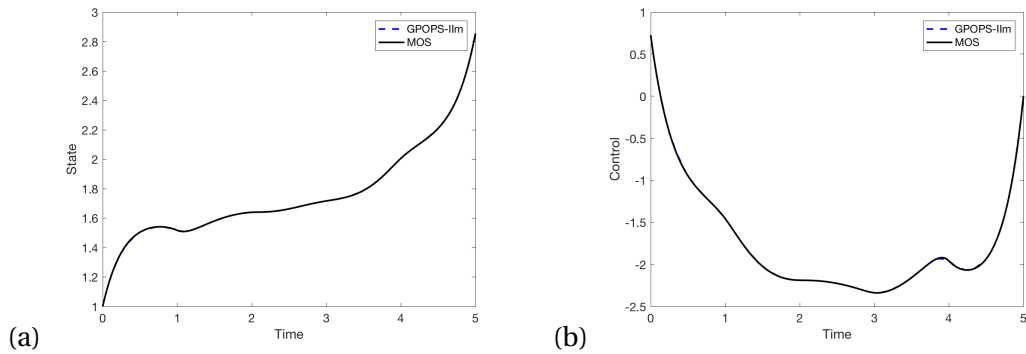 3
2.8
2.6
2.4
2.2
2
1.8
1.6
1.4
1.2
1
State
0 1 2 3 4 5
Time
GPOPS-IIm
MOS
(a)
1
0.5
0
-0.5
-1
-1.5
-2
-2.5
Control
0 1 2 3 4 5
Time
GPOPS-IIm
MOS
(b)